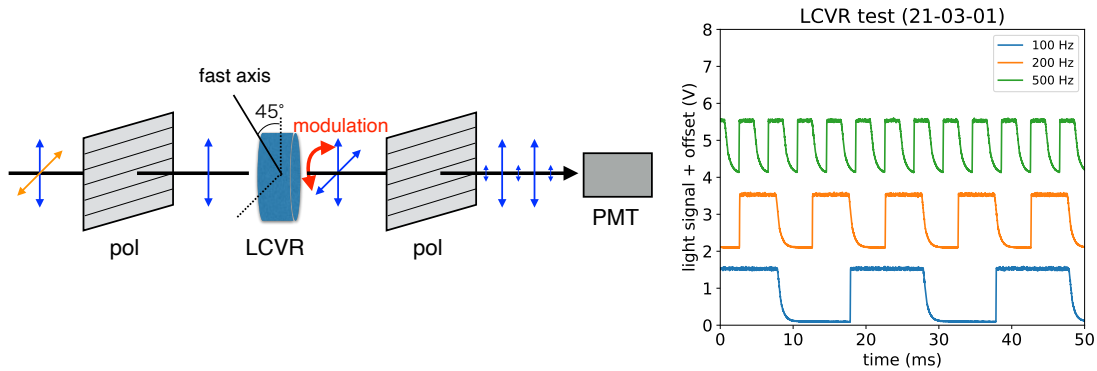 fast axis
45°
modulation
pol
LCVR
pol
PMT
LCVR test (21-03-01)
light signal + offset (V)
8
7
6
5
4
3
2
1
0
100 Hz
200 Hz
500 Hz
0 10 20 30 40 50
time (ms)